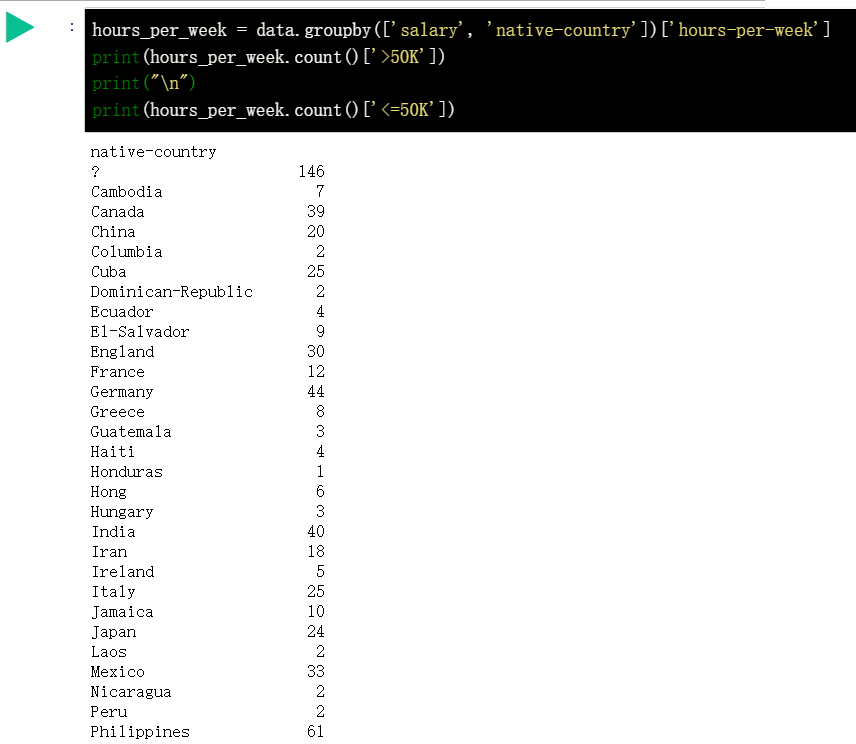 : hours_per_week = data.groupby(['salary', 'native-country'])['hours-per-week']
print(hours_per_week.count()['>50K'])
print("\n")
print(hours_per_week.count()['<=50K'])
native-country
? 146
Cambodia 7
Canada 39
China 20
Columbia 2
Cuba 25
Dominican-Republic 2
Ecuador 4
El-Salvador 9
England 30
France 12
Germany 44
Greece 8
Guatemala 3
Haiti 4
Honduras 1
Hong 6
Hungary 3
India 40
Iran 18
Ireland 5
Italy 25
Jamaica 10
Japan 24
Laos 2
Mexico 33
Nicaragua 2
Peru 2
Philippines 61